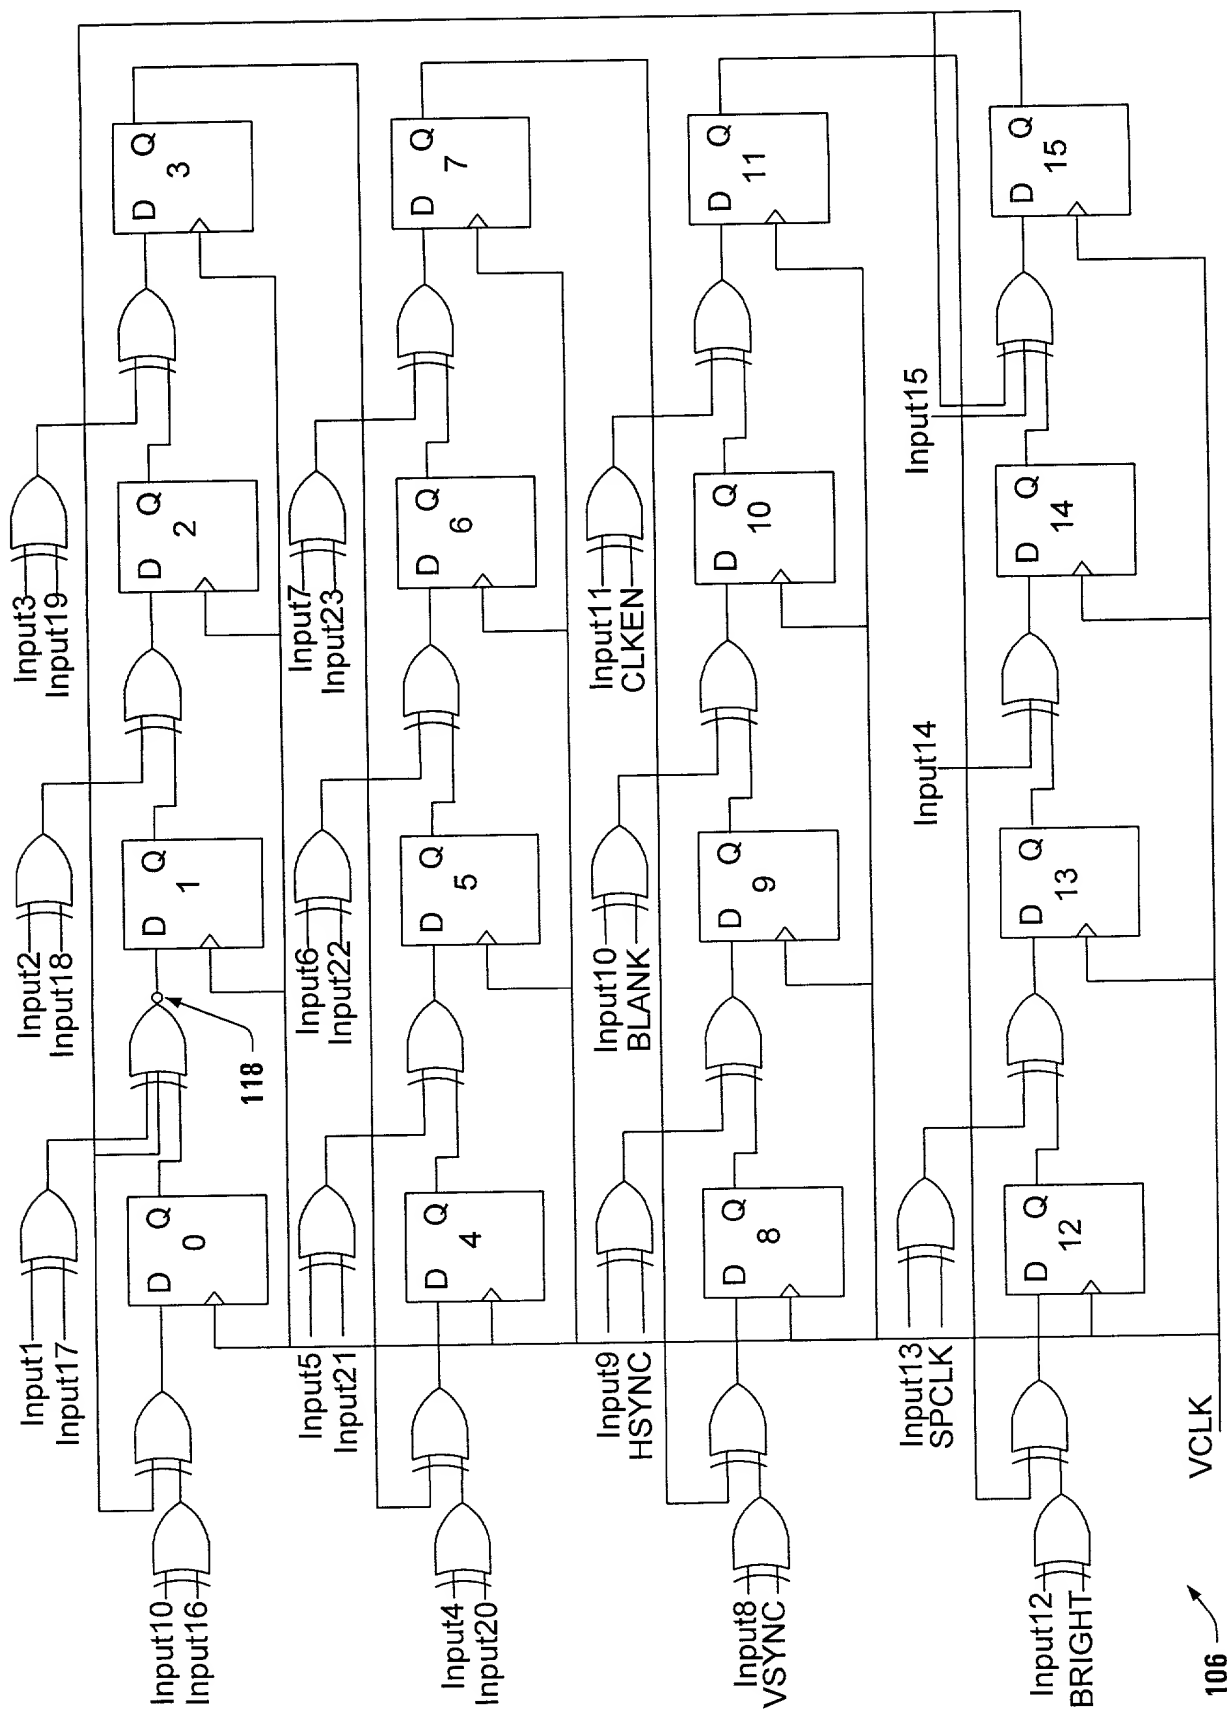 Input1
Input17
Input2
Input18
Input3
Input19
Input10
Input16
D Q
0
118
D Q
1
D Q
2
D Q
3
Input5
Input21
Input6
Input22
Input7
Input23
Input4
Input20
D Q
4
D Q
5
D Q
6
D Q
7
Input9
HSYNC
Input10
BLANK
Input11
CLKEN
Input8
VSYNC
D Q
8
D Q
9
D Q
10
D Q
11
Input13
SPCLK
Input14
Input15
Input12
BRIGHT
D Q
12
D Q
13
D Q
14
D Q
15
VCLK
106